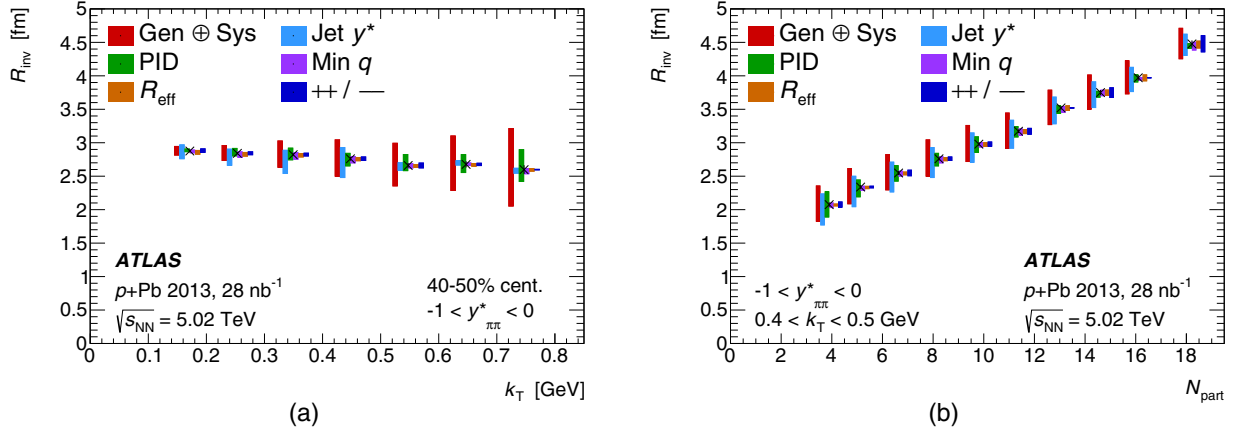 R_inv [fm]
5
4.5
4
3.5
3
2.5
2
1.5
1
0.5
0
Gen ⊕ Sys
PID
R_eff
Jet y*
Min q
++ / −−
ATLAS
p+Pb 2013, 28 nb⁻¹
√s_NN = 5.02 TeV
40-50% cent.
-1 < y*_ππ < 0
0 0.1 0.2 0.3 0.4 0.5 0.6 0.7 0.8
k_T [GeV]
(a)
R_inv [fm]
5
4.5
4
3.5
3
2.5
2
1.5
1
0.5
0
Gen ⊕ Sys
PID
R_eff
Jet y*
Min q
++ / −−
-1 < y*_ππ < 0
0.4 < k_T < 0.5 GeV
ATLAS
p+Pb 2013, 28 nb⁻¹
√s_NN = 5.02 TeV
0 2 4 6 8 10 12 14 16 18
N_part
(b)